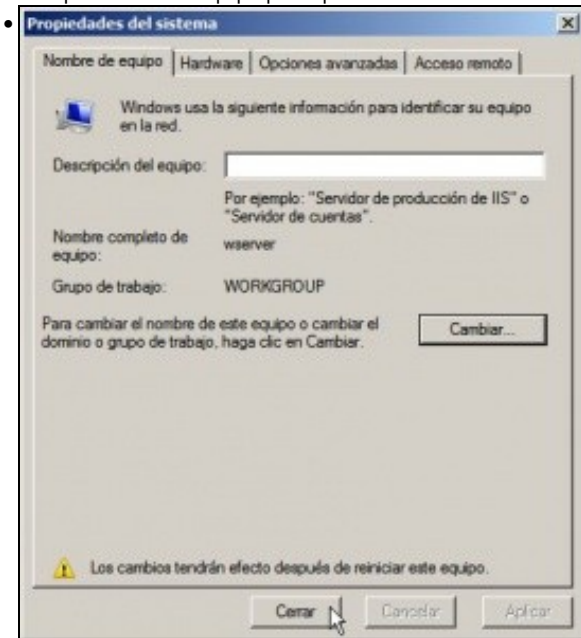 Propiedades del sistema
Nombre de equipo Hardware Opciones avanzadas Acceso remoto
Windows usa la siguiente información para identificar su equipo
en la red.
Descripción del equipo:
Por ejemplo: "Servidor de producción de IIS" o
"Servidor de cuentas".
Nombre completo de
equipo:
wserver
Grupo de trabajo: WORKGROUP
Para cambiar el nombre de este equipo o cambiar el
dominio o grupo de trabajo, haga clic en Cambiar.
Cambiar...
Los cambios tendrán efecto después de reiniciar este equipo.
Cerrar Cancelar Aplicar